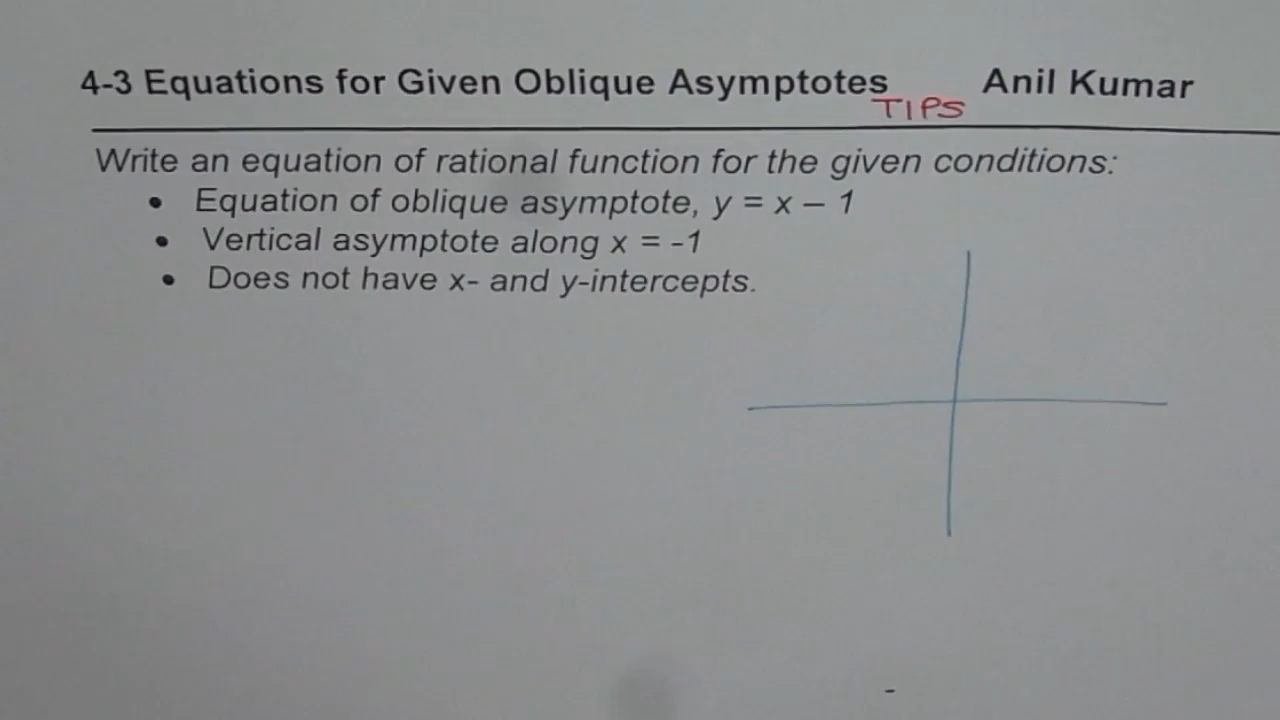 4-3 Equations for Given Oblique Asymptotes Anil Kumar
TIPS
Write an equation of rational function for the given conditions:
• Equation of oblique asymptote, y = x – 1
• Vertical asymptote along x = -1
• Does not have x- and y-intercepts.